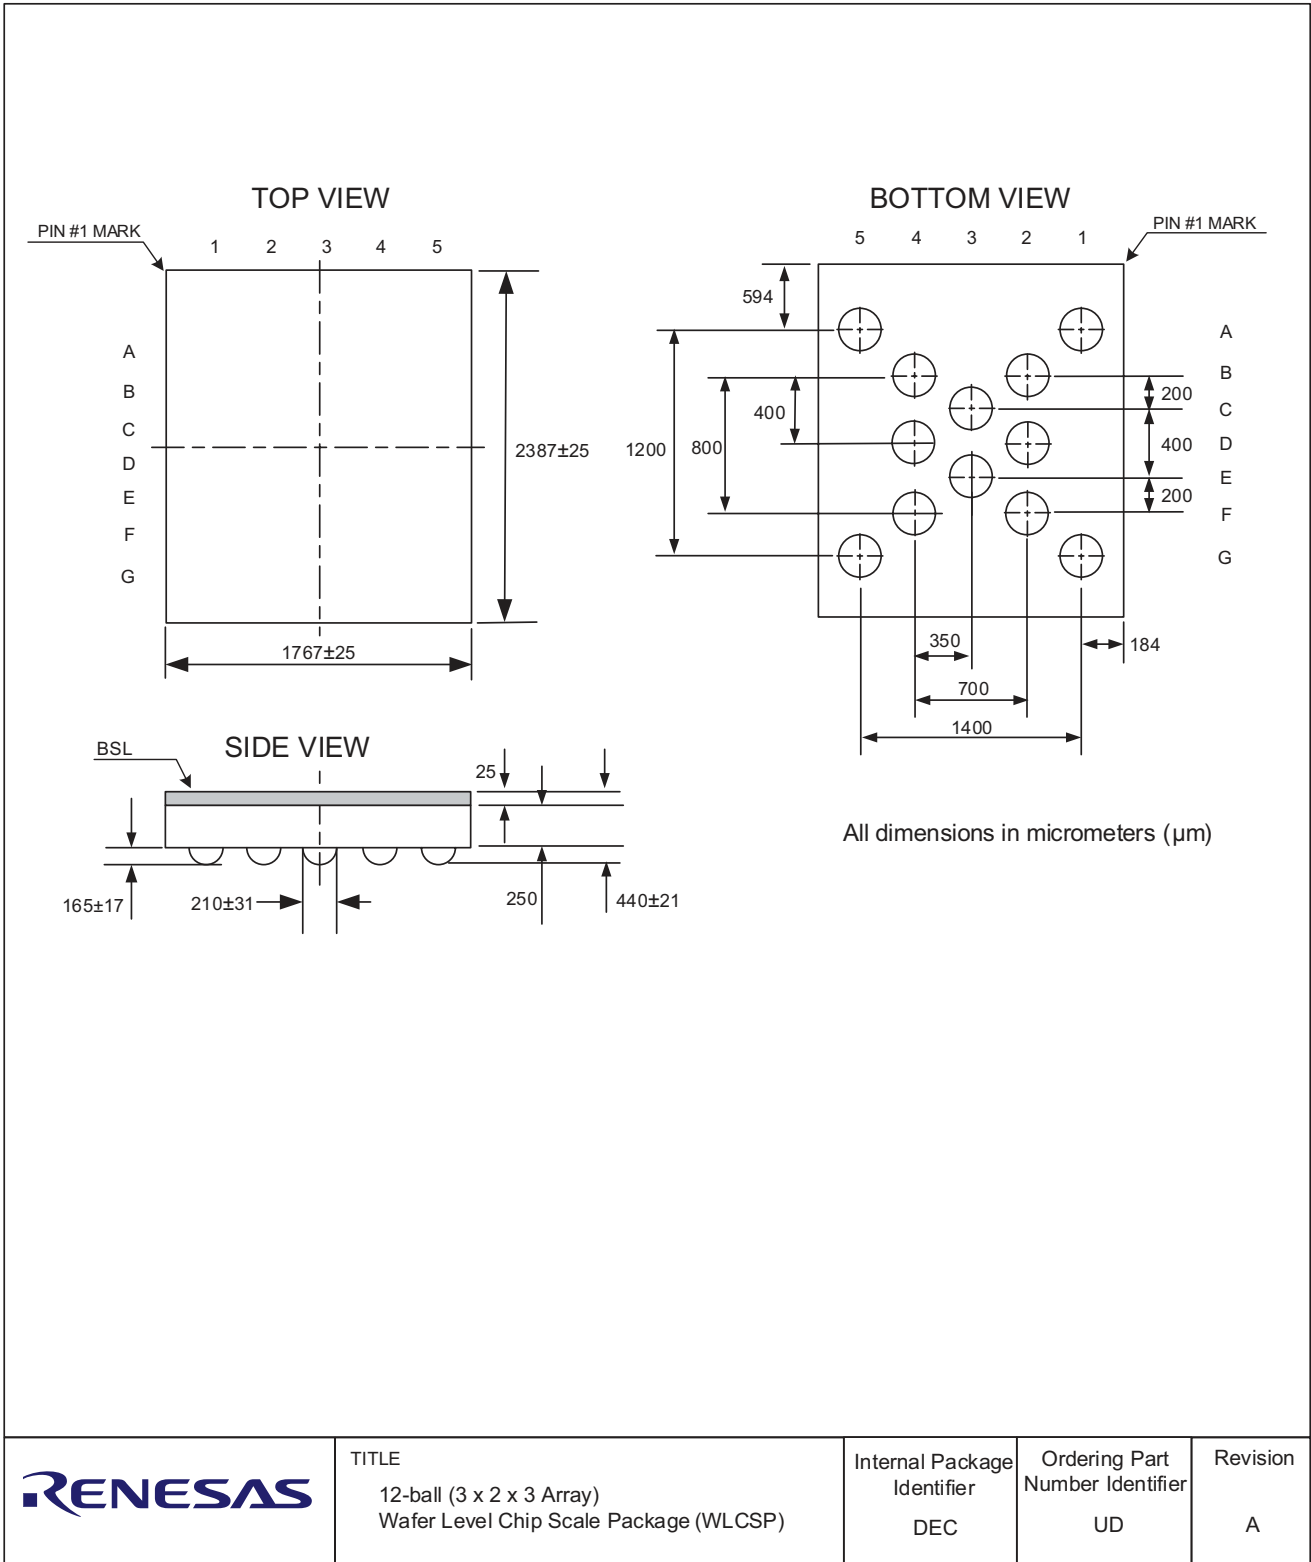 TOP VIEW
PIN #1 MARK
1 2 3 4 5
A
B
C
D
E
F
G
2387±25
1767±25
BOTTOM VIEW
PIN #1 MARK
5 4 3 2 1
594
1200
800
400
A
B
C
D
E
F
G
200
400
200
350
184
700
1400
SIDE VIEW
BSL
25
165±17
210±31
250
440±21
All dimensions in micrometers (µm)
RENESAS
TITLE
12-ball (3 x 2 x 3 Array)
Wafer Level Chip Scale Package (WLCSP)
Internal Package
Identifier
DEC
Ordering Part
Number Identifier
UD
Revision
A